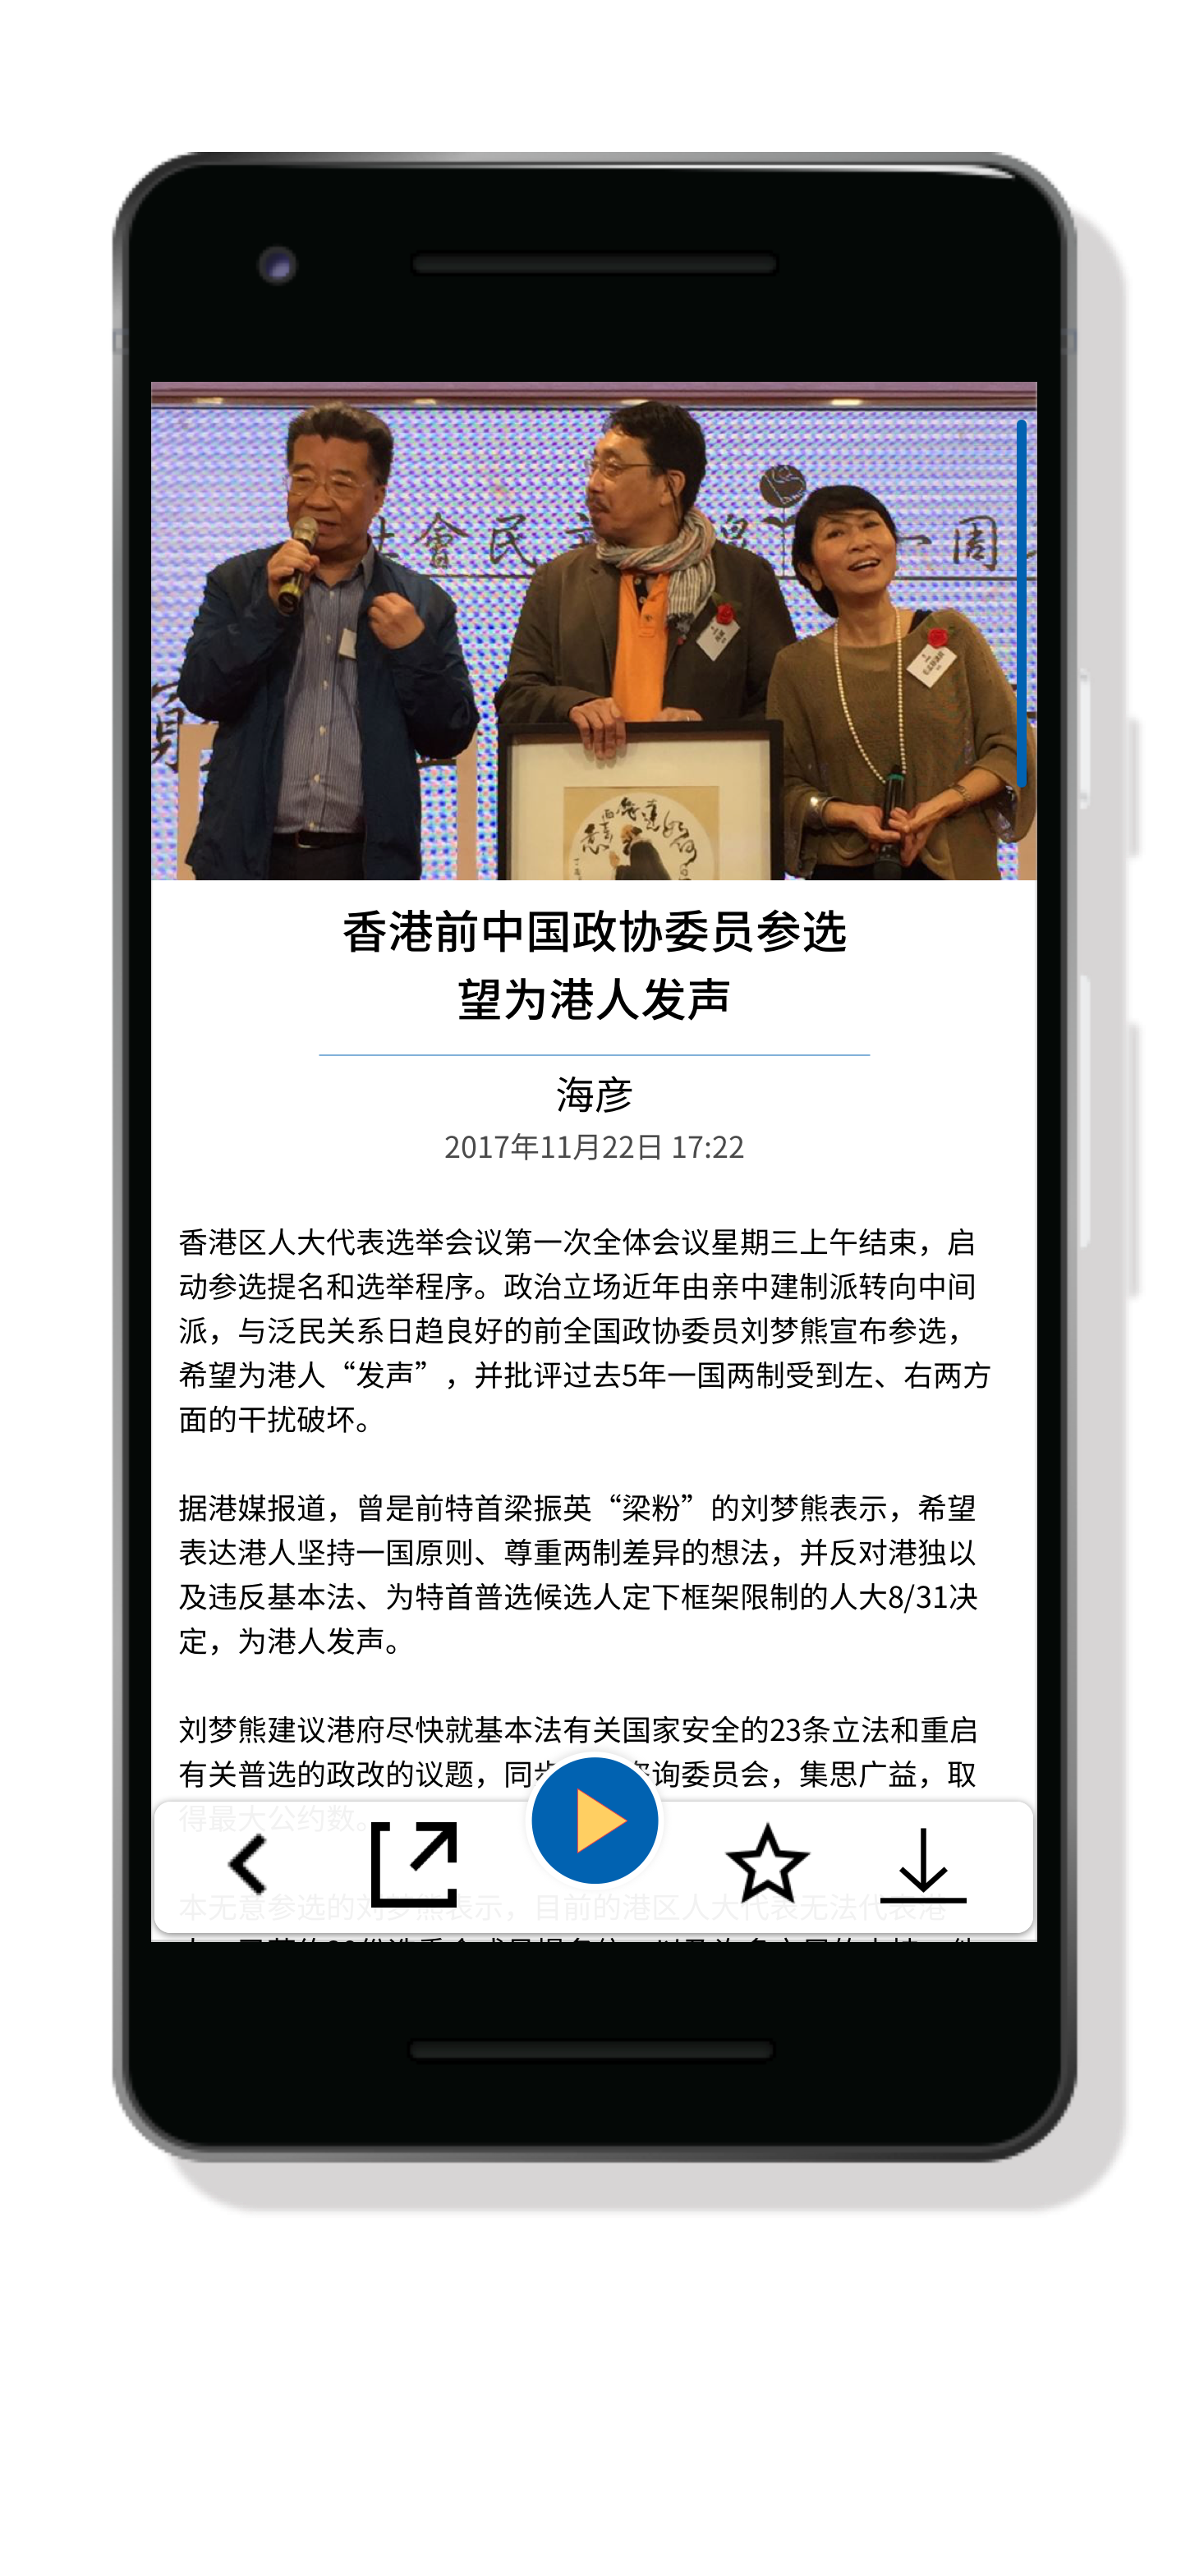 會民
一周
香港前中国政协委员参选
望为港人发声
海彦
2017年11月22日 17:22
香港区人大代表选举会议第一次全体会议星期三上午结束，启
动参选提名和选举程序。政治立场近年由亲中建制派转向中间
派，与泛民关系日趋良好的前全国政协委员刘梦熊宣布参选，
希望为港人“发声”，并批评过去5年一国两制受到左、右两方
面的干扰破坏。
据港媒报道，曾是前特首梁振英“梁粉”的刘梦熊表示，希望
表达港人坚持一国原则、尊重两制差异的想法，并反对港独以
及违反基本法、为特首普选候选人定下框架限制的人大8/31决
定，为港人发声。
刘梦熊建议港府尽快就基本法有关国家安全的23条立法和重启
有关普选的政改的议题，同步 咨询委员会，集思广益，取
得最大公约数。
本无意参选的刘梦熊表示，目前的港区人大代表无法代表港